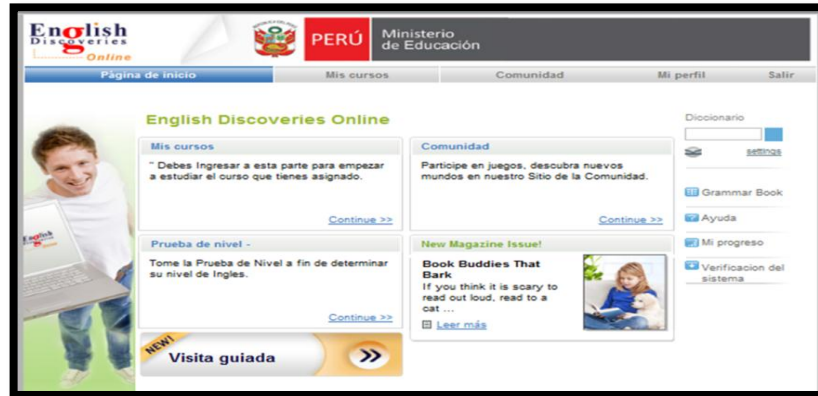 English
Discoveries
Online
PERÚ
Ministerio
de Educación
Página de inicio
Mis cursos
Comunidad
Mi perfil
Salir
English Discoveries Online
Mis cursos
" Debes Ingresar a esta parte para empezar
a estudiar el curso que tienes asignado.
Continue >>
Comunidad
Participe en juegos, descubra nuevos
mundos en nuestro Sitio de la Comunidad.
Continue >>
Prueba de nivel -
Tome la Prueba de Nivel a fin de determinar
su nivel de Ingles.
Continue >>
New Magazine Issue!
Book Buddies That
Bark
If you think it is scary to
read out loud, read to a
cat ...
Leer más
NEW!
Visita guiada
Diccionario
settings
Grammar Book
Ayuda
Mi progreso
Verificacion del
sistema
English